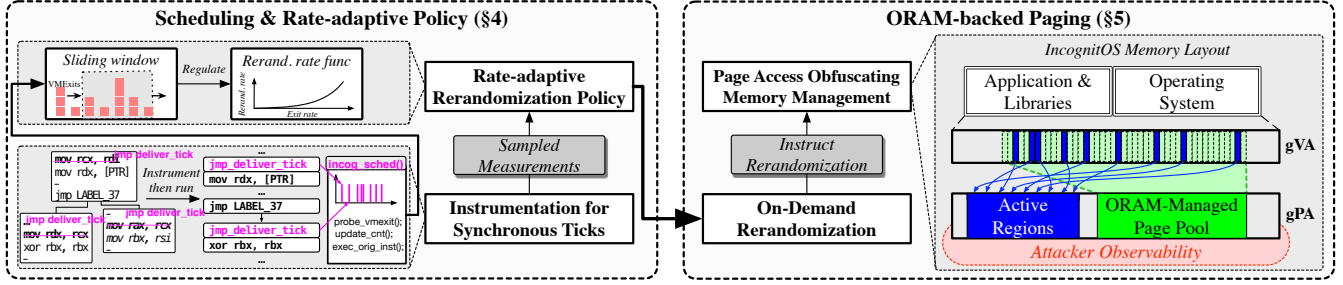 Scheduling & Rate-adaptive Policy (§4)
Sliding window
VMExits
Regulate
Rerand. rate func
Rerand. rate
Exit rate
Rate-adaptive
Rerandomization Policy
Sampled
Measurements
Instrumentation for
Synchronous Ticks
mov rcx, rdi
jmp deliver_tick
mov rdx, [PTR]
…
jmp LABEL_37
jmp deliver_tick
mov rdx, rcx
xor rbx, rbx
…
jmp deliver_tick
…
mov rax, rcx
mov rbx, rsi
…
Instrument
then run
…
jmp_deliver_tick
mov rdx, [PTR]
…
jmp LABEL_37
jmp_deliver_tick
xor rbx, rbx
…
incog_sched()
probe_vmexit();
update_cnt();
exec_orig_inst();
ORAM-backed Paging (§5)
Page Access Obfuscating
Memory Management
Instruct
Rerandomization
On-Demand
Rerandomization
IncognitOS Memory Layout
Application &
Libraries
Operating
System
gVA
gPA
Active
Regions
ORAM-Managed
Page Pool
Attacker Observability